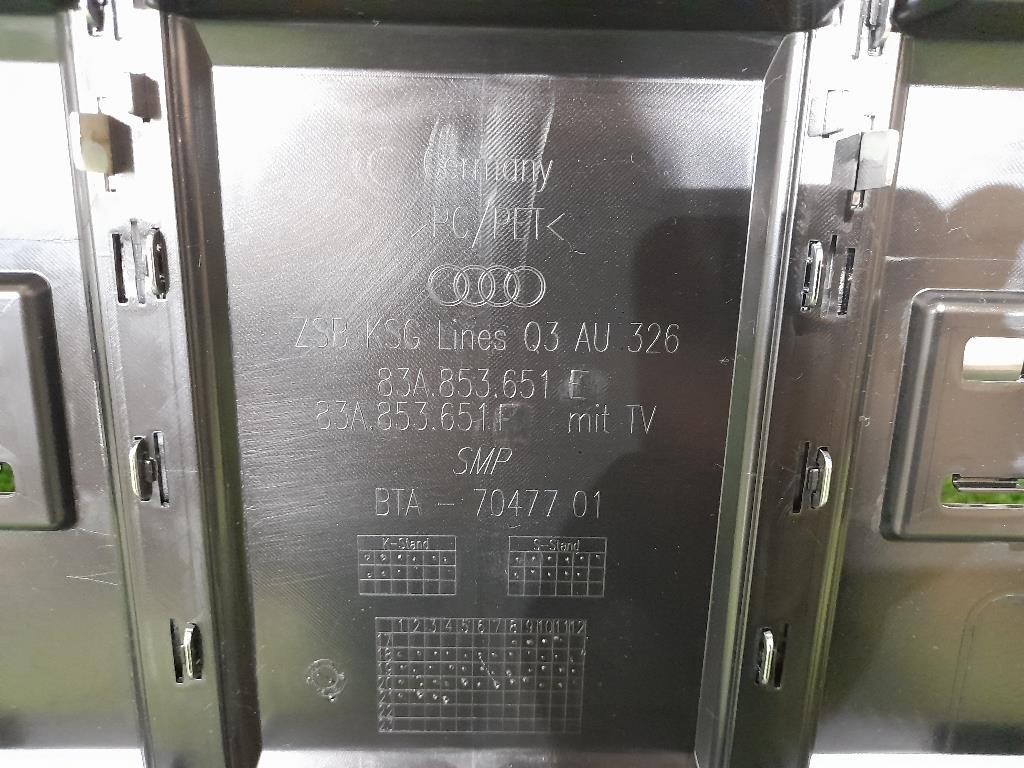 Germany
PC/PET<
ZSB KSG Lines Q3 AU 326
83A.853.651 E
83A.853.651.F mit TV
SMP
BTA - 70477 01
K-Stand S-Stand
1 2 3 4 5 6 7 8 9 10 11 12